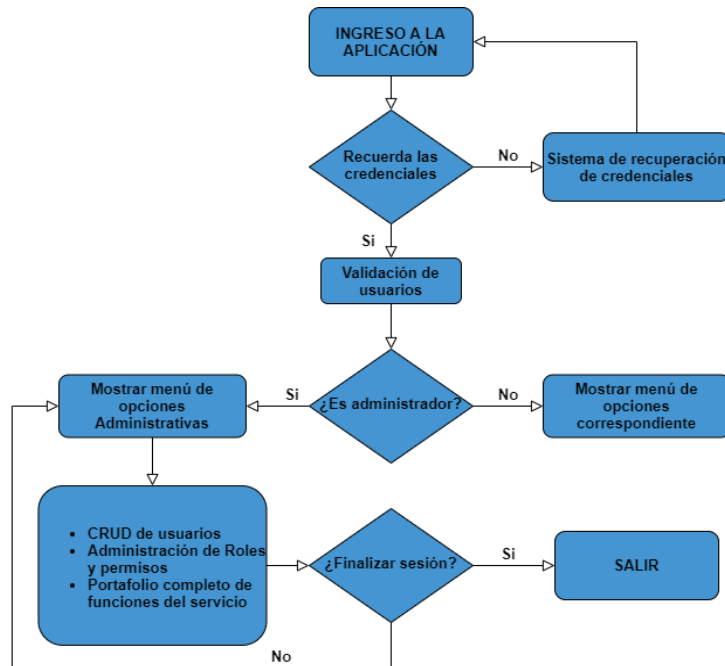 INGRESO A LA
APLICACIÓN
Recuerda las
credenciales
No
Sistema de recuperación
de credenciales
Si
Validación de
usuarios
Mostrar menú de
opciones
Administrativas
Si
¿Es administrador?
No
Mostrar menú de
opciones
correspondiente
• CRUD de usuarios
• Administración de Roles
y permisos
• Portafolio completo de
funciones del servicio
¿Finalizar sesión?
Si
SALIR
No